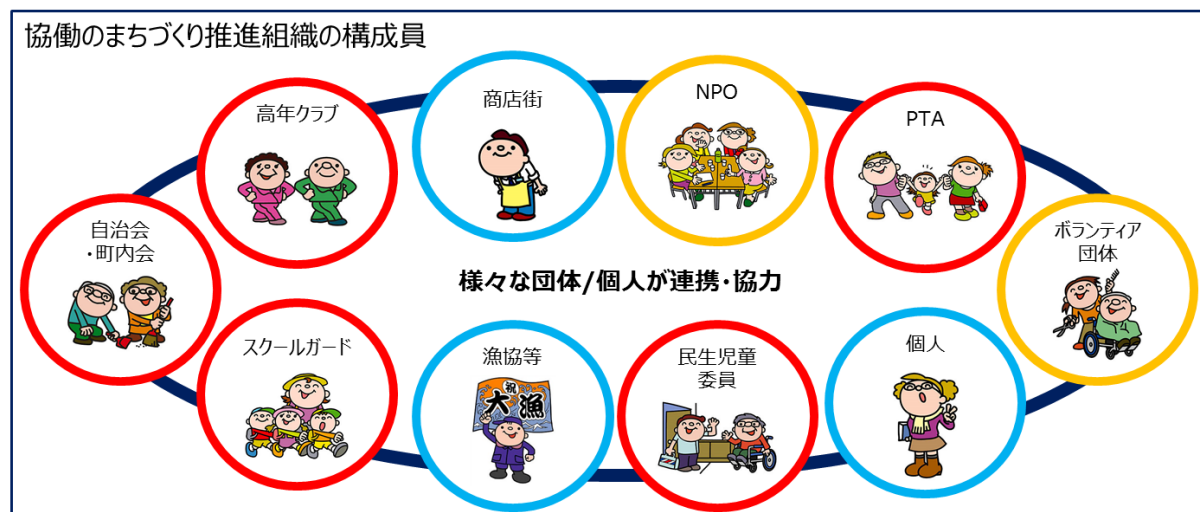 協働のまちづくり推進組織の構成員
高年クラブ
商店街
NPO
PTA
自治会
・町内会
ボランティア
団体
様々な団体/個人が連携・協力
スクールガード
漁協等
祝
大漁
民生児童
委員
個人